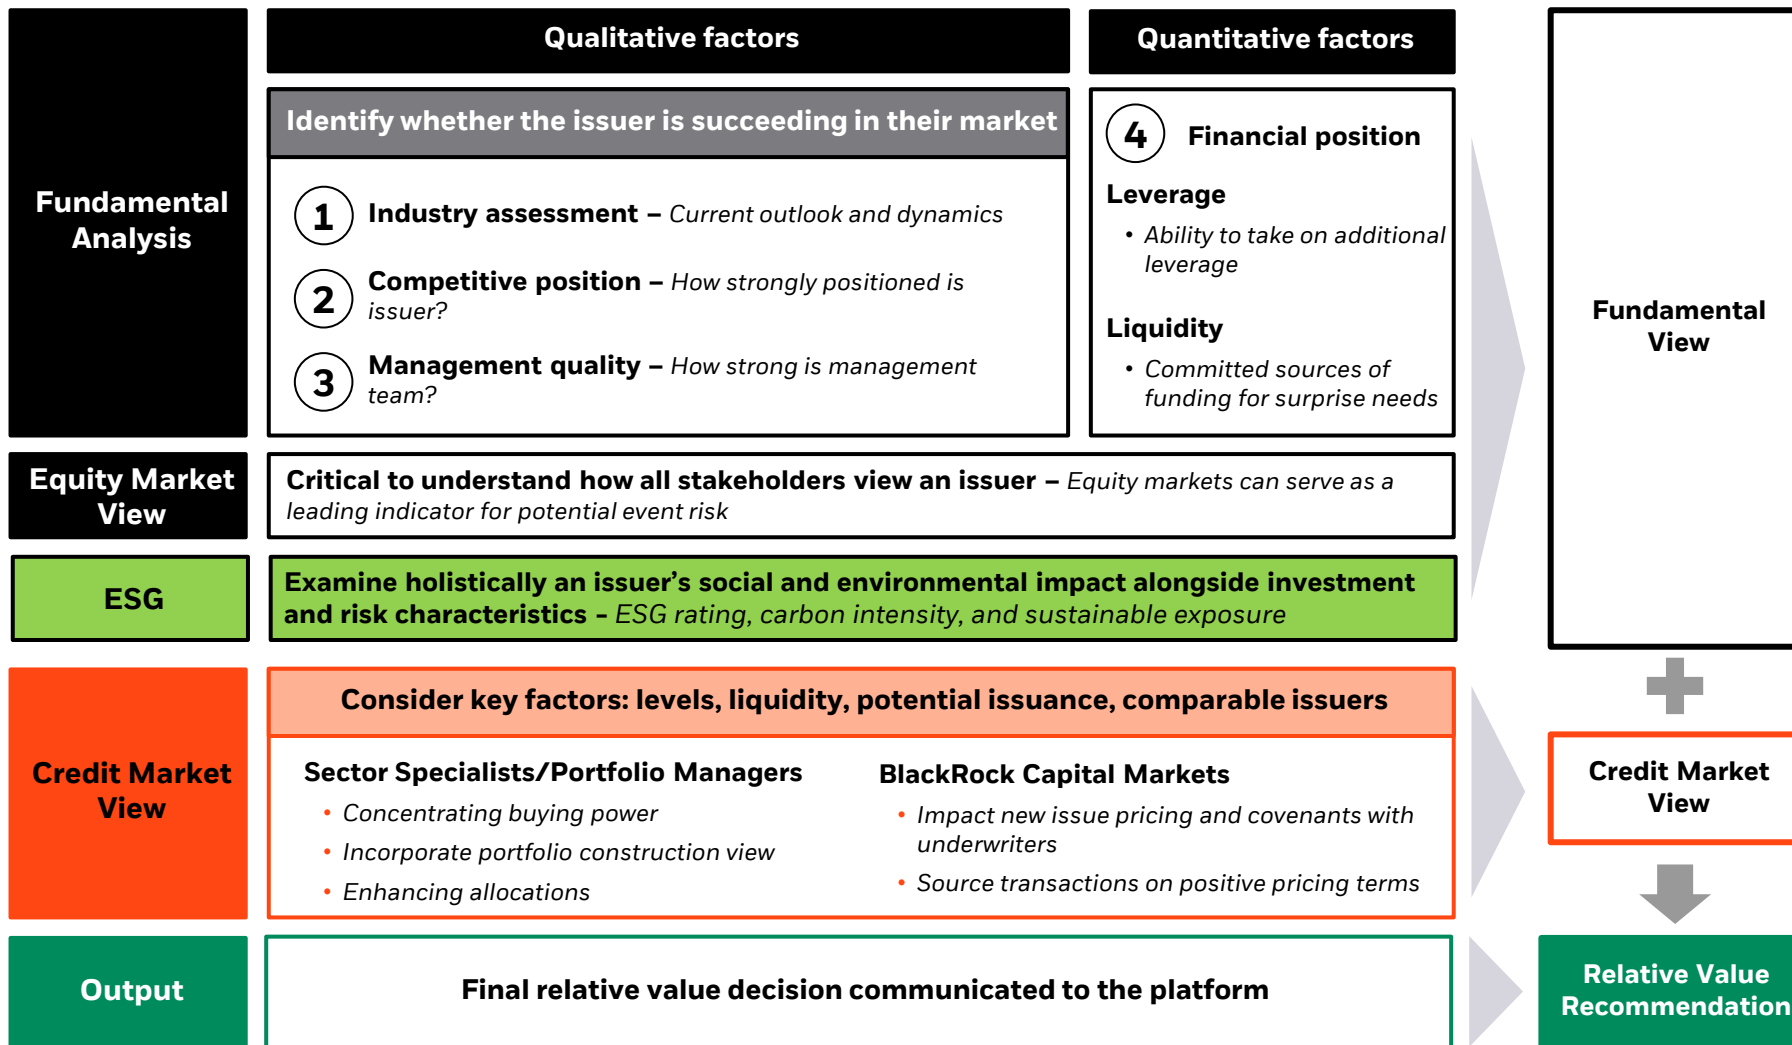 Fundamental
Analysis
Qualitative factors
Quantitative factors
Identify whether the issuer is succeeding in their market
1 Industry assessment – Current outlook and dynamics
2 Competitive position – How strongly positioned is
issuer?
3 Management quality – How strong is management
team?
4 Financial position
Leverage
• Ability to take on additional
leverage
Liquidity
• Committed sources of
funding for surprise needs
Fundamental
View
Equity Market
View
Critical to understand how all stakeholders view an issuer – Equity markets can serve as a
leading indicator for potential event risk
ESG
Examine holistically an issuer’s social and environmental impact alongside investment
and risk characteristics – ESG rating, carbon intensity, and sustainable exposure
Credit Market
View
Consider key factors: levels, liquidity, potential issuance, comparable issuers
Sector Specialists/Portfolio Managers
• Concentrating buying power
• Incorporate portfolio construction view
• Enhancing allocations
BlackRock Capital Markets
• Impact new issue pricing and covenants with
underwriters
• Source transactions on positive pricing terms
Credit Market
View
Output
Final relative value decision communicated to the platform
Relative Value
Recommendation